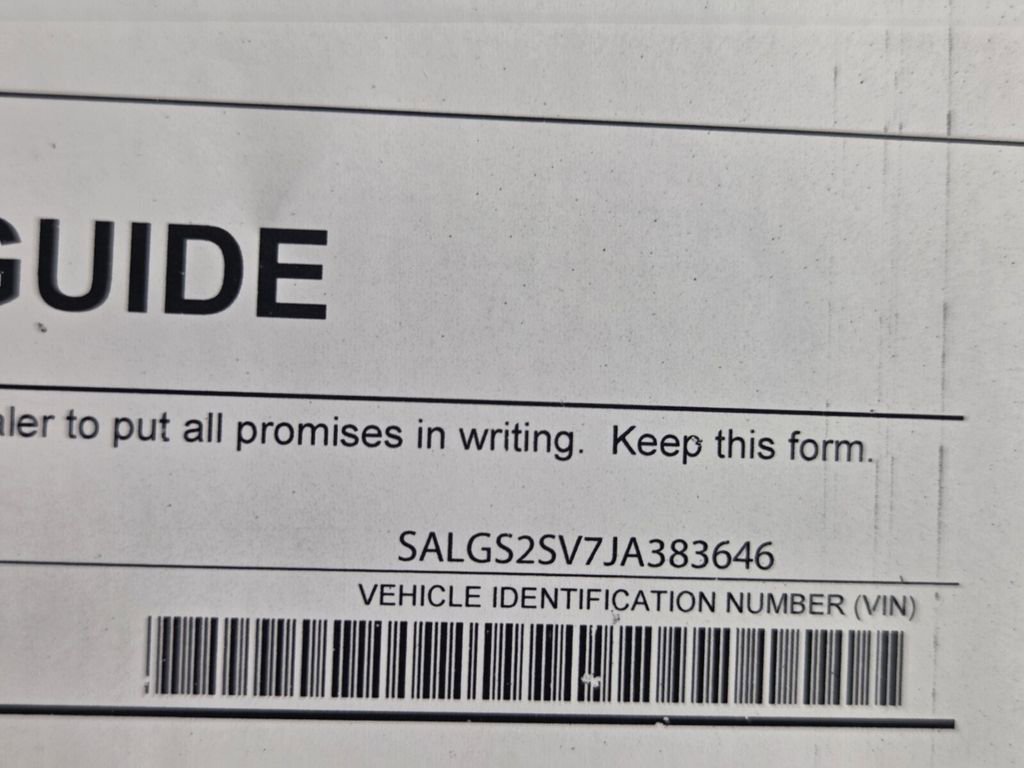 GUIDE
aler to put all promises in writing. Keep this form.
SALGS2SV7JA383646
VEHICLE IDENTIFICATION NUMBER (VIN)